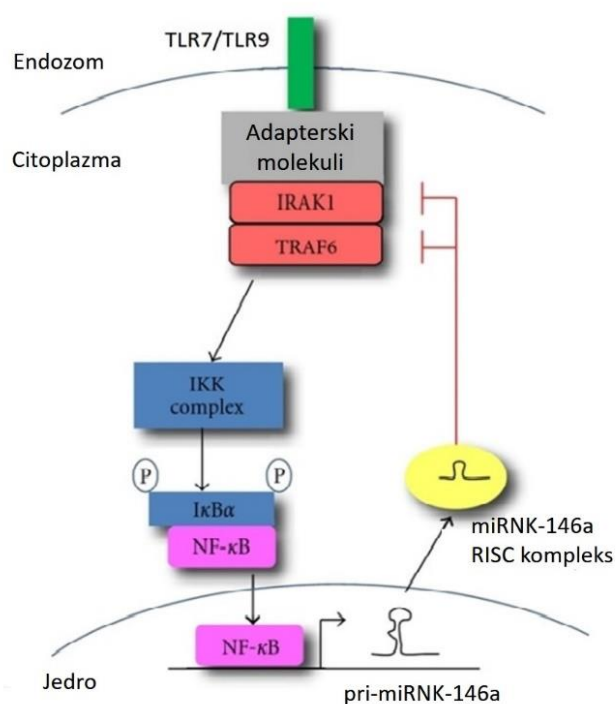 TLR7/TLR9
Endozom
Adapterski
molekuli
Citoplazma
IRAK1
TRAF6
IKK
complex
P
P
IκBα
NF-κB
miRNK-146a
RISC kompleks
NF-κB
Jedro
pri-miRNK-146a